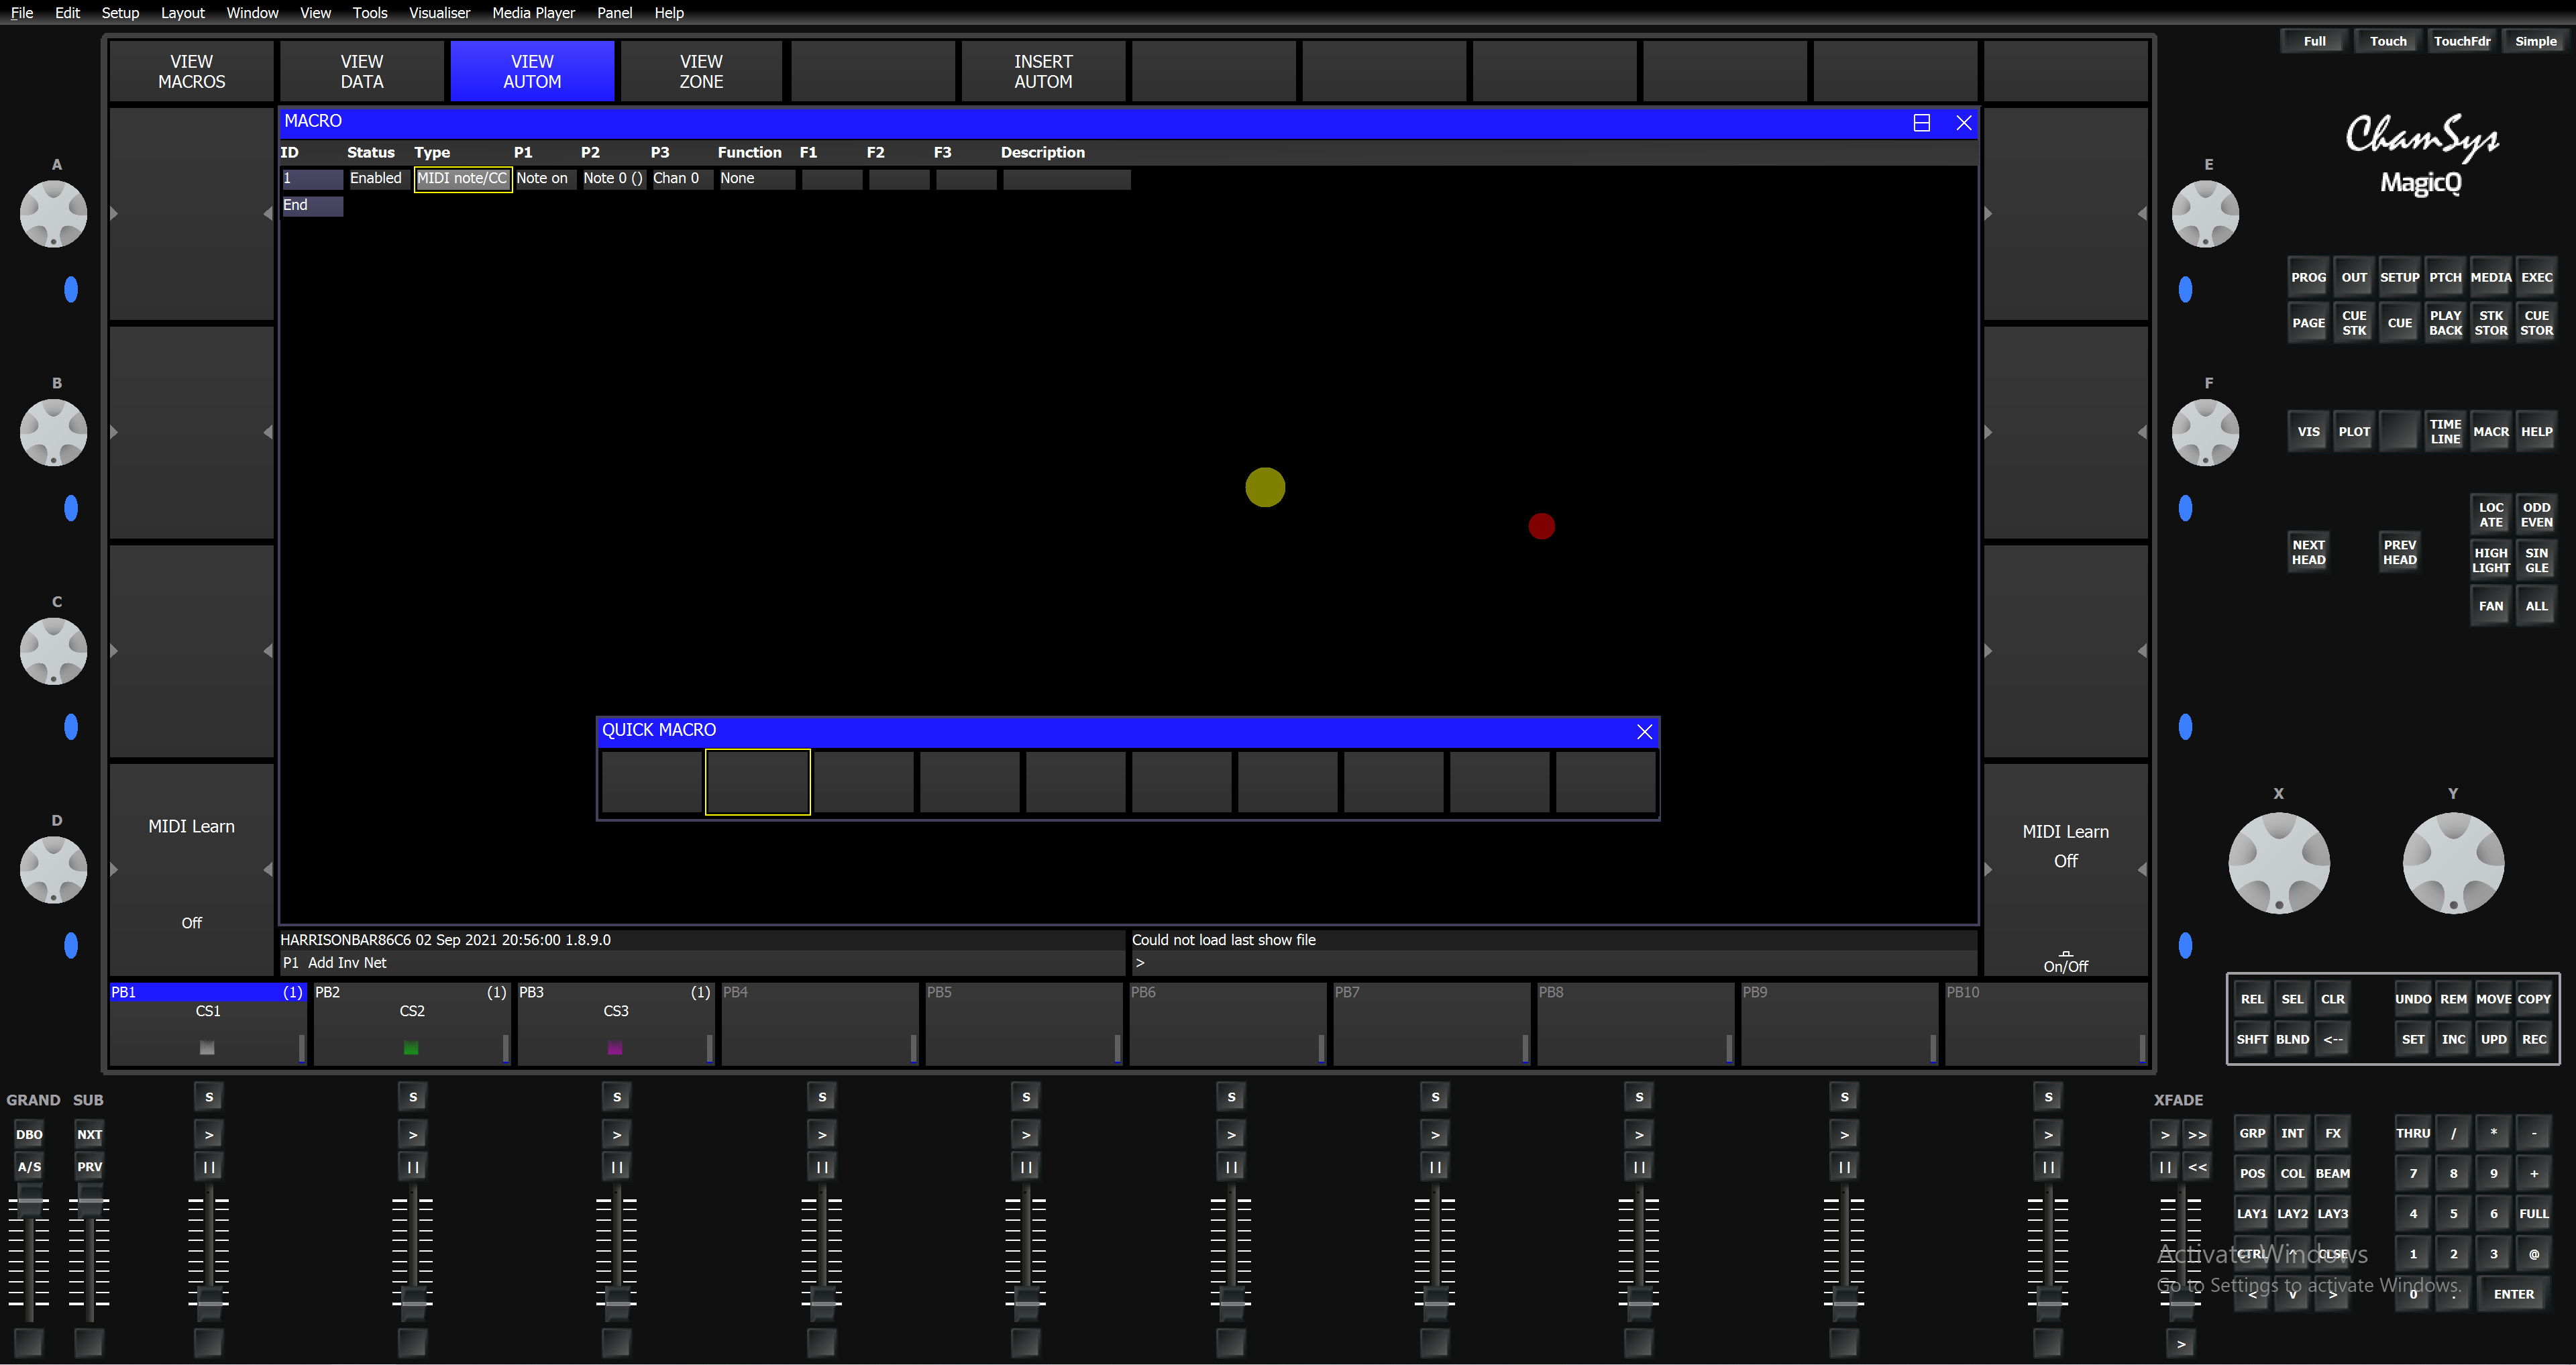 File Edit Setup Layout Window View Tools Visualiser Media Player Panel Help
Full Touch TouchFdr Simple
VIEW MACROS
VIEW DATA
VIEW AUTOM
VIEW ZONE
INSERT AUTOM
MACRO
ID Status Type P1 P2 P3 Function F1 F2 F3 Description
1 Enabled MIDI note/CC Note on Note 0 () Chan 0 None
End
QUICK MACRO
A
B
C
D
MIDI Learn
Off
MIDI Learn
Off
On/Off
E
F
ChamSys
MagicQ
PROG OUT SETUP PTCH MEDIA EXEC
PAGE CUE STK CUE PLAY BACK STK STOR CUE STOR
VIS PLOT TIME LINE MACR HELP
LOC ATE ODD EVEN
NEXT HEAD PREV HEAD HIGH LIGHT SIN GLE
FAN ALL
X Y
HARRISONBAR86C6 02 Sep 2021 20:56:00 1.8.9.0
Could not load last show file
P1 Add Inv Net
>
PB1 (1) PB2 (1) PB3 (1) PB4 PB5 PB6 PB7 PB8 PB9 PB10
CS1 CS2 CS3
REL SEL CLR UNDO REM MOVE COPY
SHFT BLND <-- SET INC UPD REC
GRAND SUB
S S S S S S S S S S
XFADE
DBO NXT > > > > > > > > > > > >>
A/S PRV || || || || || || || || || || || <<
GRP INT FX THRU / * -
POS COL BEAM 7 8 9 +
LAY1 LAY2 LAY3 4 5 6 FULL
CTRL ^ CLSE 1 2 3 @
< v > 0 . ENTER
>
Activate Windows
Go to Settings to activate Windows.